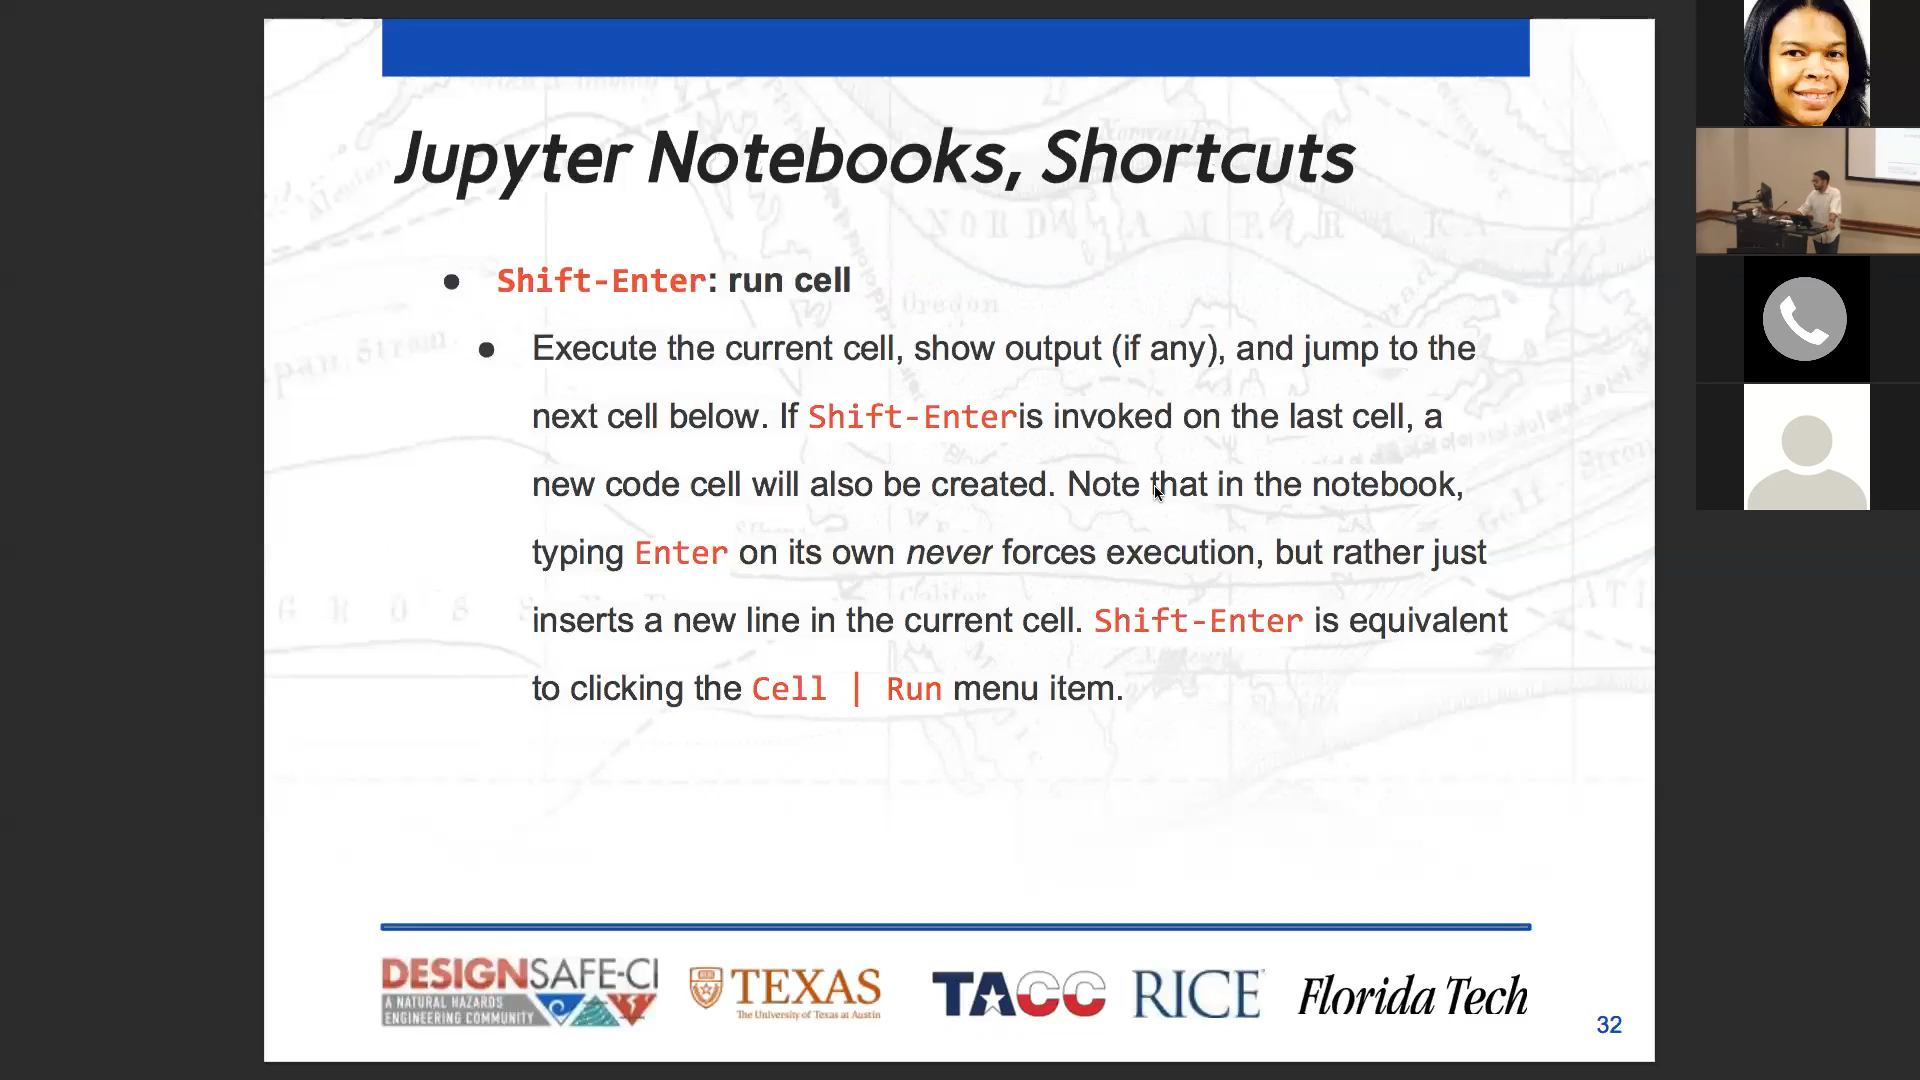 Jupyter Notebooks, Shortcuts
● Shift-Enter: run cell
● Execute the current cell, show output (if any), and jump to the
next cell below. If Shift-Enteris invoked on the last cell, a
new code cell will also be created. Note that in the notebook,
typing Enter on its own never forces execution, but rather just
inserts a new line in the current cell. Shift-Enter is equivalent
to clicking the Cell | Run menu item.
NORD AMERIKA
Oregon
DESIGNSAFE-CI
A NATURAL HAZARDS
ENGINEERING COMMUNITY
TEXAS
The University of Texas at Austin
TACC
RICE
Florida Tech
32